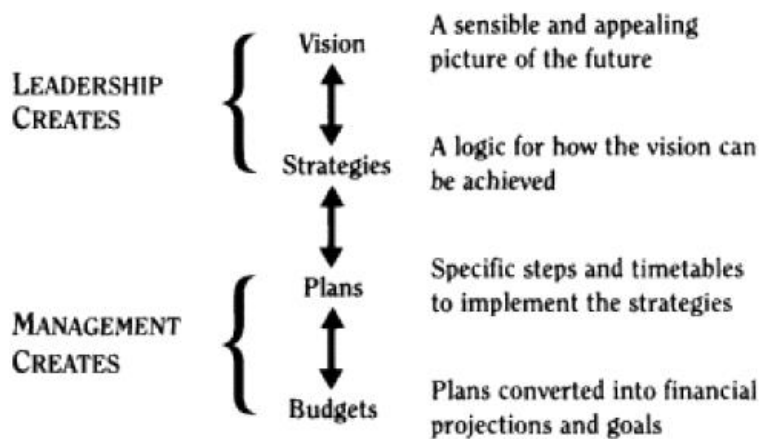 LEADERSHIP
CREATES
Vision
A sensible and appealing
picture of the future
Strategies
A logic for how the vision can
be achieved
MANAGEMENT
CREATES
Plans
Specific steps and timetables
to implement the strategies
Budgets
Plans converted into financial
projections and goals